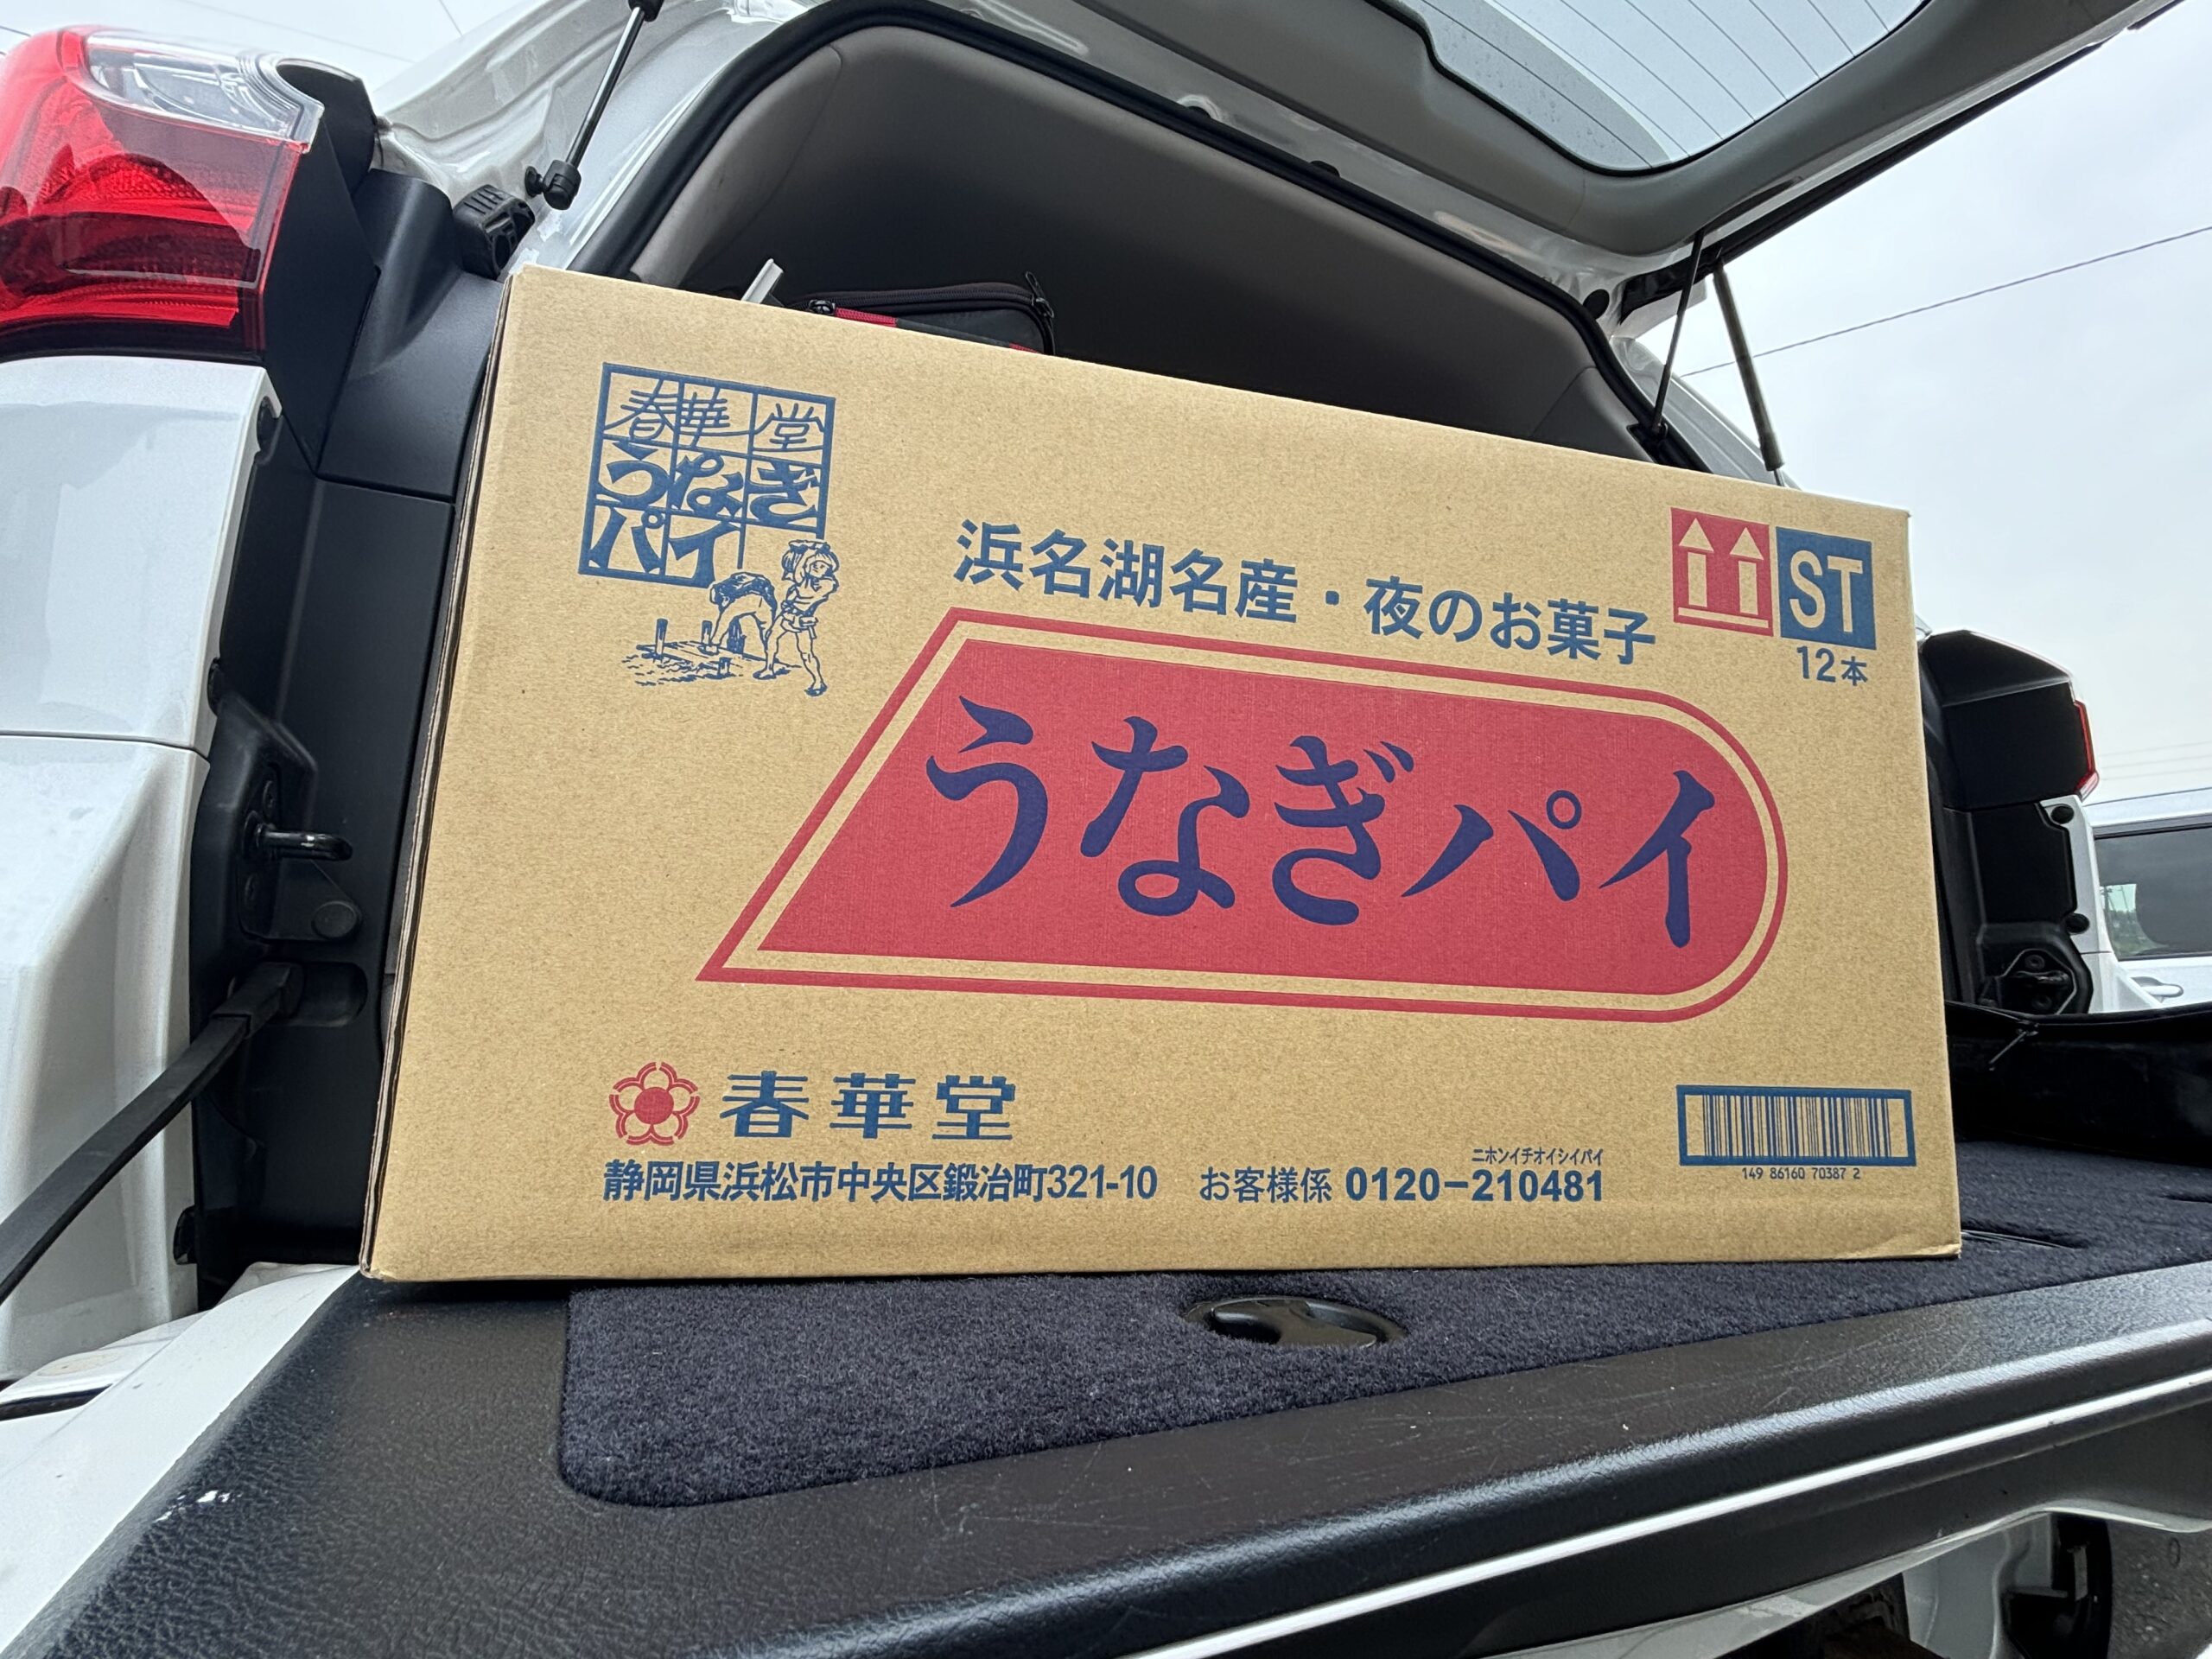 春華堂
うなぎ
パイ
浜名湖名産・夜のお菓子
ST
12本
うなぎパイ
春華堂
静岡県浜松市中央区鍛冶町321-10
ニホンイチオイシイパイ
お客様係 0120-210481
149 86160 70387 2